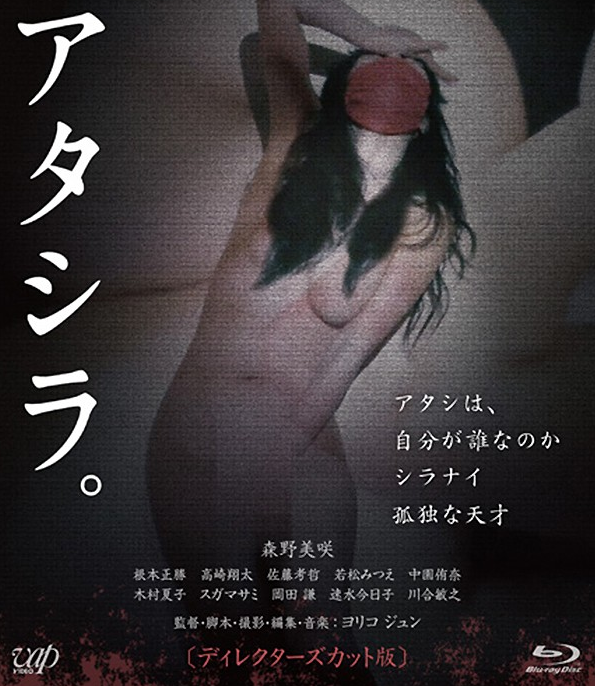 アタシラ。
アタシは、
自分が誰なのか
シラナイ
孤独な天才
森野美咲
根本正勝 高崎翔太 佐藤考哲 若松みつえ 中園侑奈
木村夏子 スガマサミ 岡田謙 速水今日子 川合敏之
監督・脚本・撮影・編集・音楽:ヨリコ ジュン
〔ディレクターズカット版〕
vap
VIDEO
Blu-ray Disc